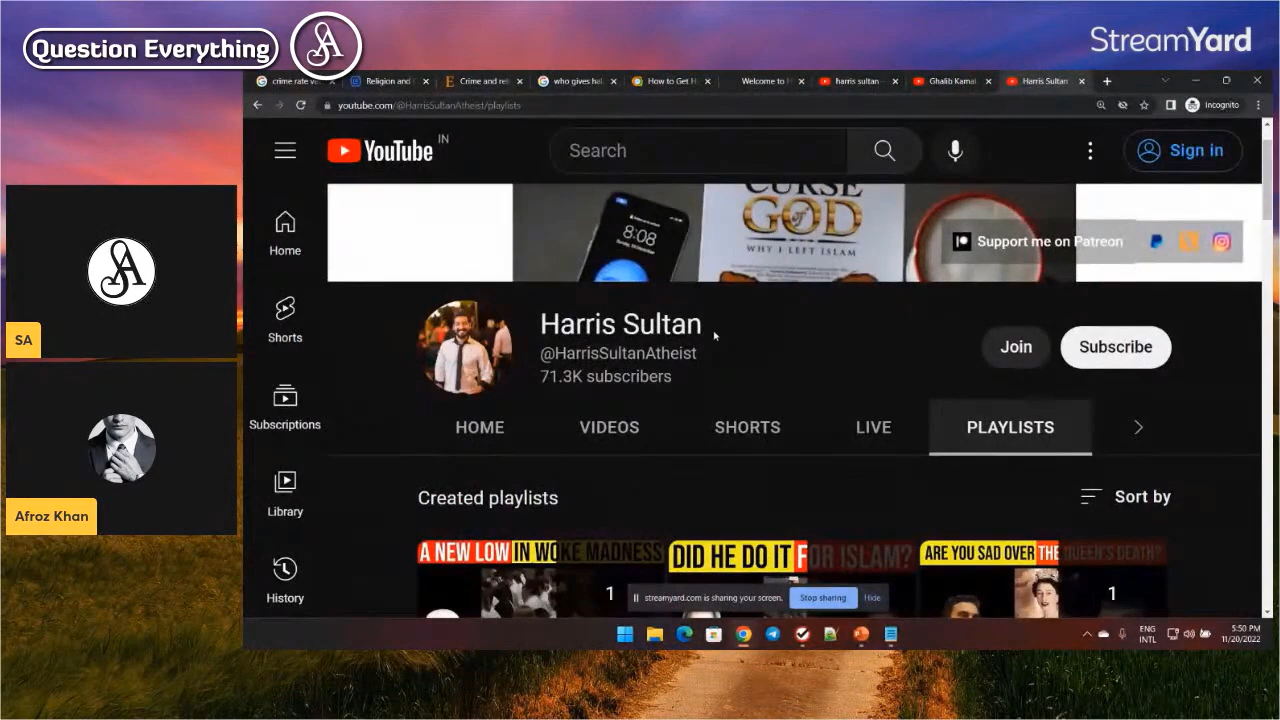 Question Everything
SA
StreamYard
crime rate v
Religion and C
Crime and re
who gives ha
How to Get H
Welcome to H
harris sultan
Ghalib Kamal
Harris Sultan
youtube.com/@HarrisSultanAtheist/playlists
Incognito
YouTube IN
Search
Sign in
Home
Shorts
Subscriptions
Library
History
8:08
CURSE
OF
GOD
WHY I LEFT ISLAM
Support me on Patreon
Harris Sultan
@HarrisSultanAtheist
71.3K subscribers
Join
Subscribe
HOME
VIDEOS
SHORTS
LIVE
PLAYLISTS
Created playlists
Sort by
A NEW LOW IN WOKE MADNESS
1
DID HE DO IT FOR ISLAM?
ARE YOU SAD OVER THE QUEEN'S DEATH?
1
streamyard.com is sharing your screen.
Stop sharing
Hide
SA
Afroz Khan
ENG
INTL
5:50 PM
11/20/2022